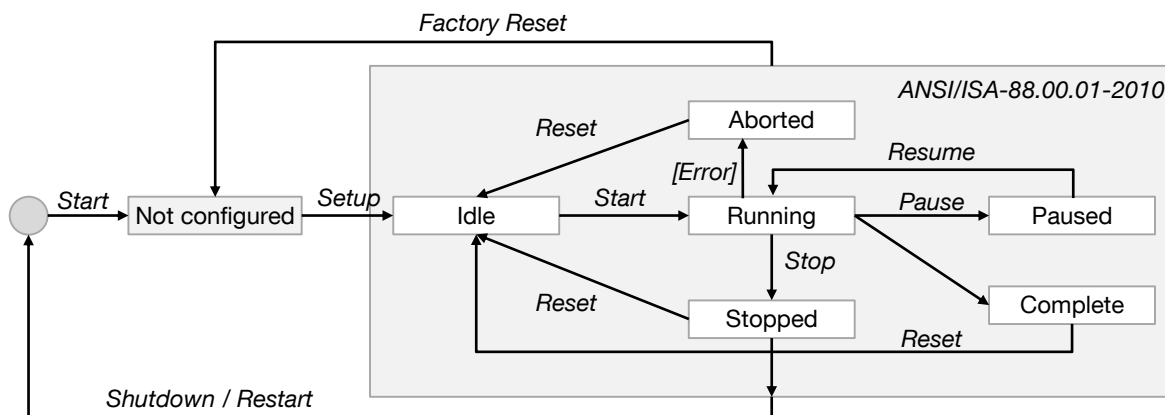 Factory Reset
ANSI/ISA-88.00.01-2010
Aborted
Reset
Resume
[Error]
Start
Setup
Start
Pause
Not configured
Idle
Running
Paused
Stop
Reset
Complete
Stopped
Reset
Shutdown / Restart